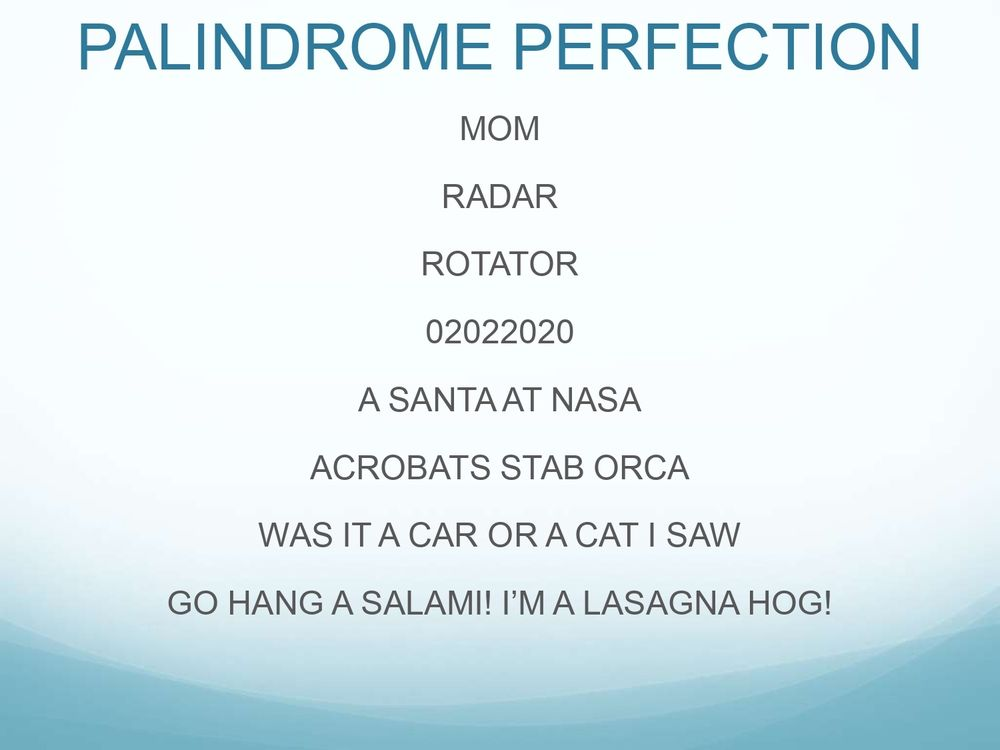 PALINDROME PERFECTION
MOM
RADAR
ROTATOR
02022020
A SANTA AT NASA
ACROBATS STAB ORCA
WAS IT A CAR OR A CAT I SAW
GO HANG A SALAMI! I’M A LASAGNA HOG!